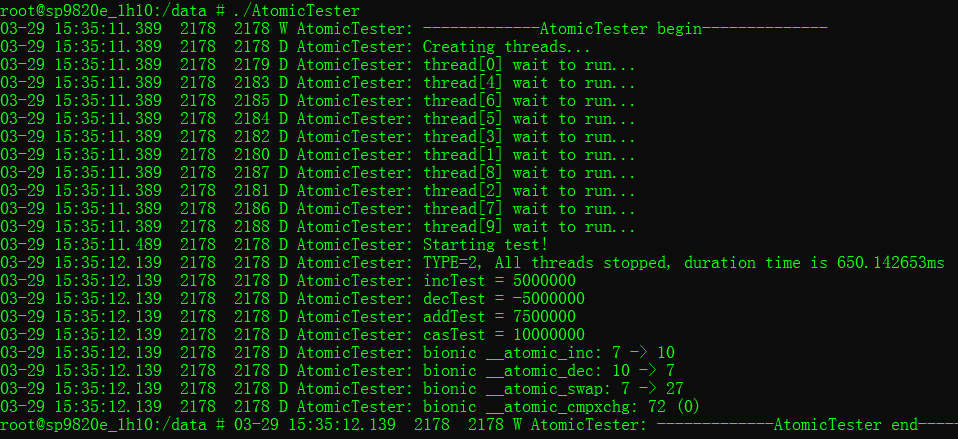 root@sp9820e_1h10:/data # ./AtomicTester
03-29 15:35:11.389  2178  2178 W AtomicTester: -------------AtomicTester begin--------------
03-29 15:35:11.389  2178  2178 D AtomicTester: Creating threads...
03-29 15:35:11.389  2178  2179 D AtomicTester: thread[0] wait to run...
03-29 15:35:11.389  2178  2183 D AtomicTester: thread[4] wait to run...
03-29 15:35:11.389  2178  2185 D AtomicTester: thread[6] wait to run...
03-29 15:35:11.389  2178  2184 D AtomicTester: thread[5] wait to run...
03-29 15:35:11.389  2178  2182 D AtomicTester: thread[3] wait to run...
03-29 15:35:11.389  2178  2180 D AtomicTester: thread[1] wait to run...
03-29 15:35:11.389  2178  2187 D AtomicTester: thread[8] wait to run...
03-29 15:35:11.389  2178  2181 D AtomicTester: thread[2] wait to run...
03-29 15:35:11.389  2178  2186 D AtomicTester: thread[7] wait to run...
03-29 15:35:11.389  2178  2188 D AtomicTester: thread[9] wait to run...
03-29 15:35:11.489  2178  2178 D AtomicTester: Starting test!
03-29 15:35:12.139  2178  2178 D AtomicTester: TYPE=2, All threads stopped, duration time is 650.142653ms
03-29 15:35:12.139  2178  2178 D AtomicTester: incTest = 5000000
03-29 15:35:12.139  2178  2178 D AtomicTester: decTest = -5000000
03-29 15:35:12.139  2178  2178 D AtomicTester: addTest = 7500000
03-29 15:35:12.139  2178  2178 D AtomicTester: casTest = 10000000
03-29 15:35:12.139  2178  2178 D AtomicTester: bionic __atomic_inc: 7 -> 10
03-29 15:35:12.139  2178  2178 D AtomicTester: bionic __atomic_dec: 10 -> 7
03-29 15:35:12.139  2178  2178 D AtomicTester: bionic __atomic_swap: 7 -> 27
03-29 15:35:12.139  2178  2178 D AtomicTester: bionic __atomic_cmpxchg: 72 (0)
root@sp9820e_1h10:/data # 03-29 15:35:12.139  2178  2178 W AtomicTester: -------------AtomicTester end-----